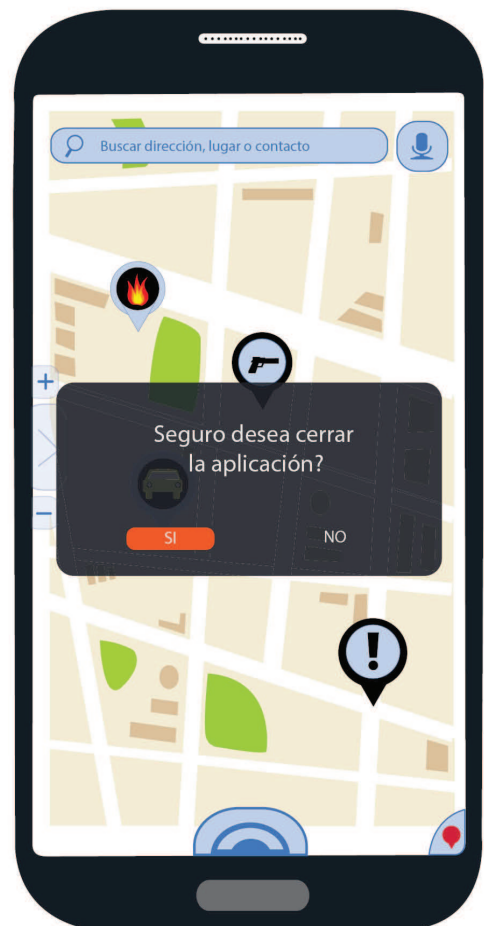 Buscar dirección, lugar o contacto
Seguro desea cerrar
la aplicación?
SI
NO